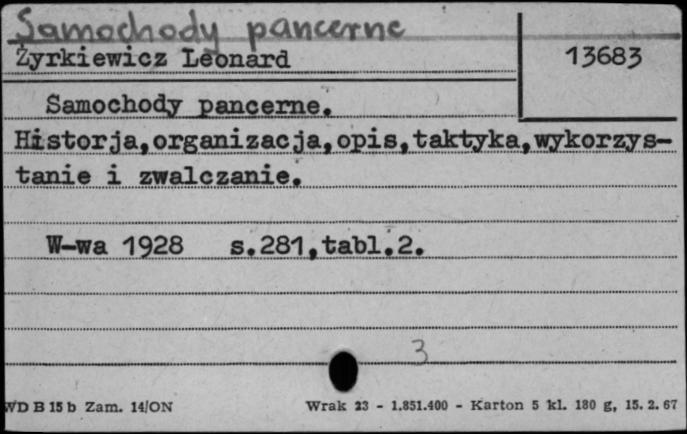 Samochody pancerne
Żyrkiewicz Leonard
13683
Samochody pancerne.
Historja,organizacja,opis,taktyka,wykorzys-
tanie i zwalczanie.
W-wa 1928 s.281,tabl.2.
3
WD B 15 b Zam. 14/ON
Wrak 23 - 1.851.400 - Karton 5 kl. 180 g, 15. 2. 67